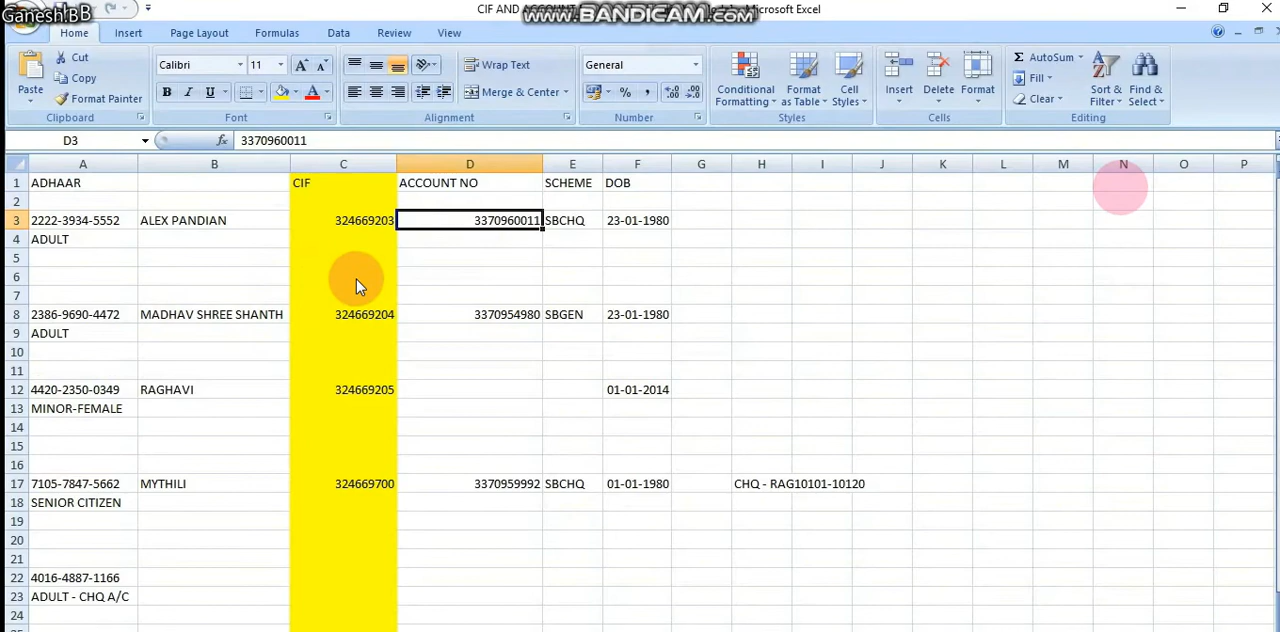 Ganesh.BB
www.BANDICAM.com
CIF AND ACCOUNT
Microsoft Excel
Home Insert Page Layout Formulas Data Review View
Cut
Copy
Format Painter
Paste
Clipboard
Calibri 11
B I U
Font
Wrap Text
Merge & Center
Alignment
General
%
Number
Conditional Formatting
Format as Table
Cell Styles
Styles
Insert
Delete
Format
Cells
Σ AutoSum
Fill
Clear
Sort & Filter
Find & Select
Editing
D3 fx 3370960011
A B C D E F G H I J K L M N O P
1 ADHAAR CIF ACCOUNT NO SCHEME DOB
2
3 2222-3934-5552 ALEX PANDIAN 324669203 3370960011 SBCHQ 23-01-1980
4 ADULT
5
6
7
8 2386-9690-4472 MADHAV SHREE SHANTH 324669204 3370954980 SBGEN 23-01-1980
9 ADULT
10
11
12 4420-2350-0349 RAGHAVI 324669205 01-01-2014
13 MINOR-FEMALE
14
15
16
17 7105-7847-5662 MYTHILI 324669700 3370959992 SBCHQ 01-01-1980 CHQ - RAG10101-10120
18 SENIOR CITIZEN
19
20
21
22 4016-4887-1166
23 ADULT - CHQ A/C
24